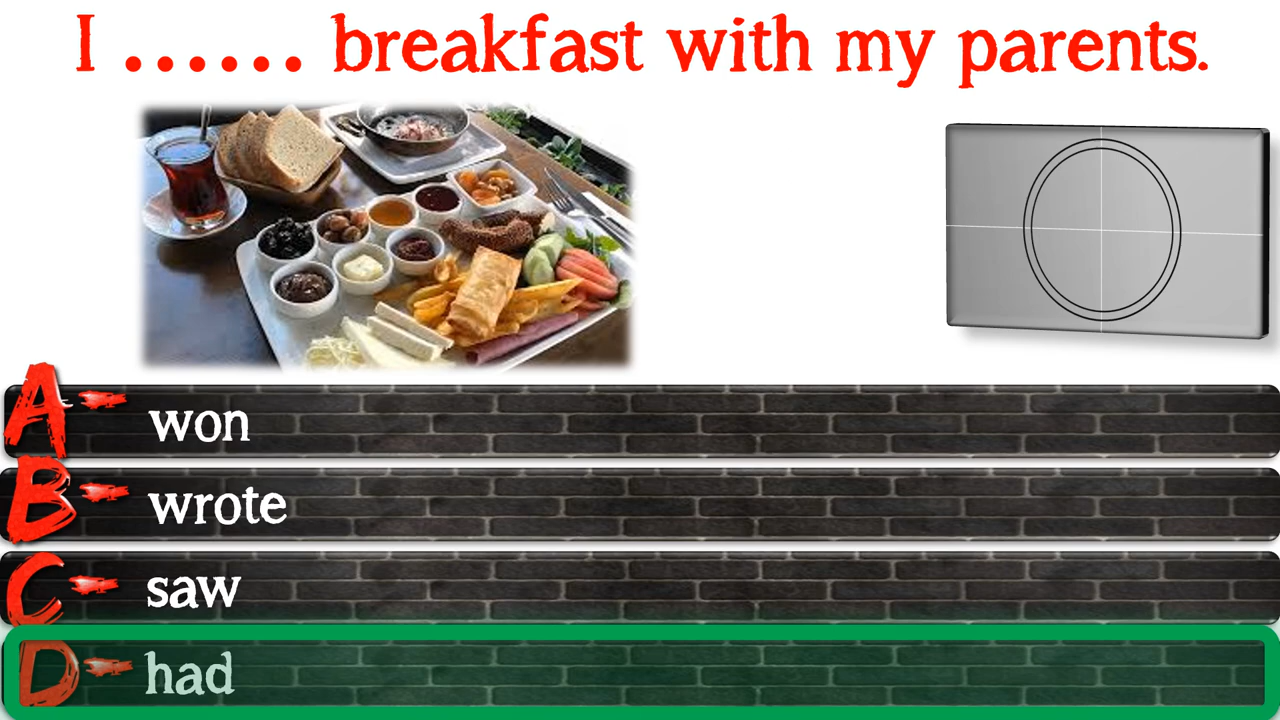 I ...... breakfast with my parents.
A- won
B- wrote
C- saw
D- had